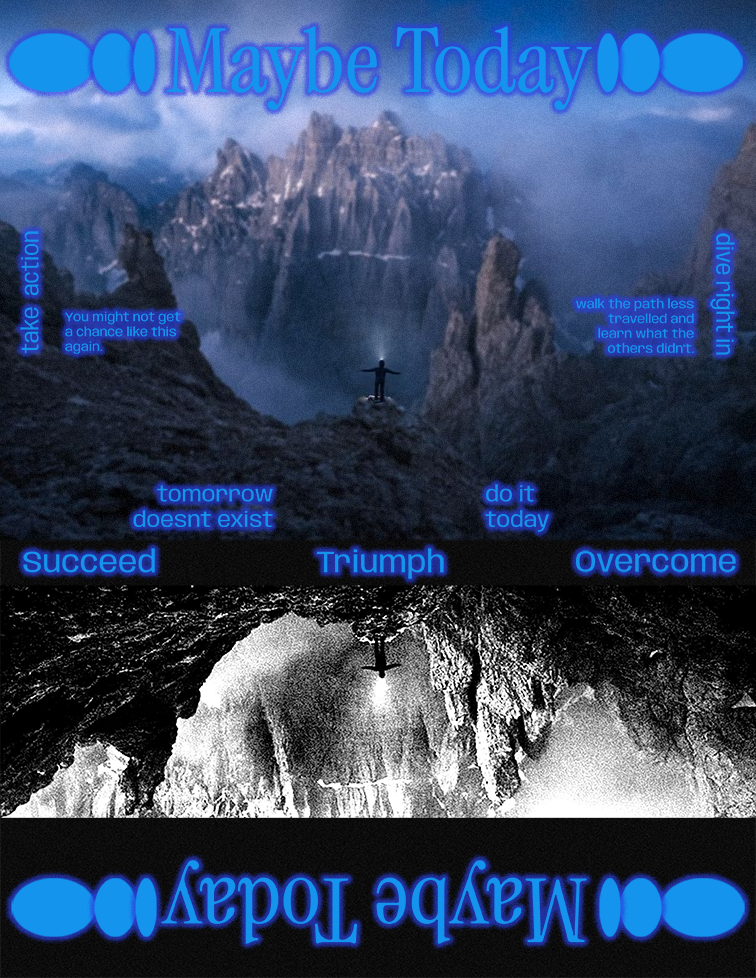 Maybe Today
take action
You might not get
a chance like this
again.
walk the path less
travelled and
learn what the
others didnt.
dive right in
tomorrow
doesnt exist
do it
today
Succeed
Triumph
Overcome
Maybe Today